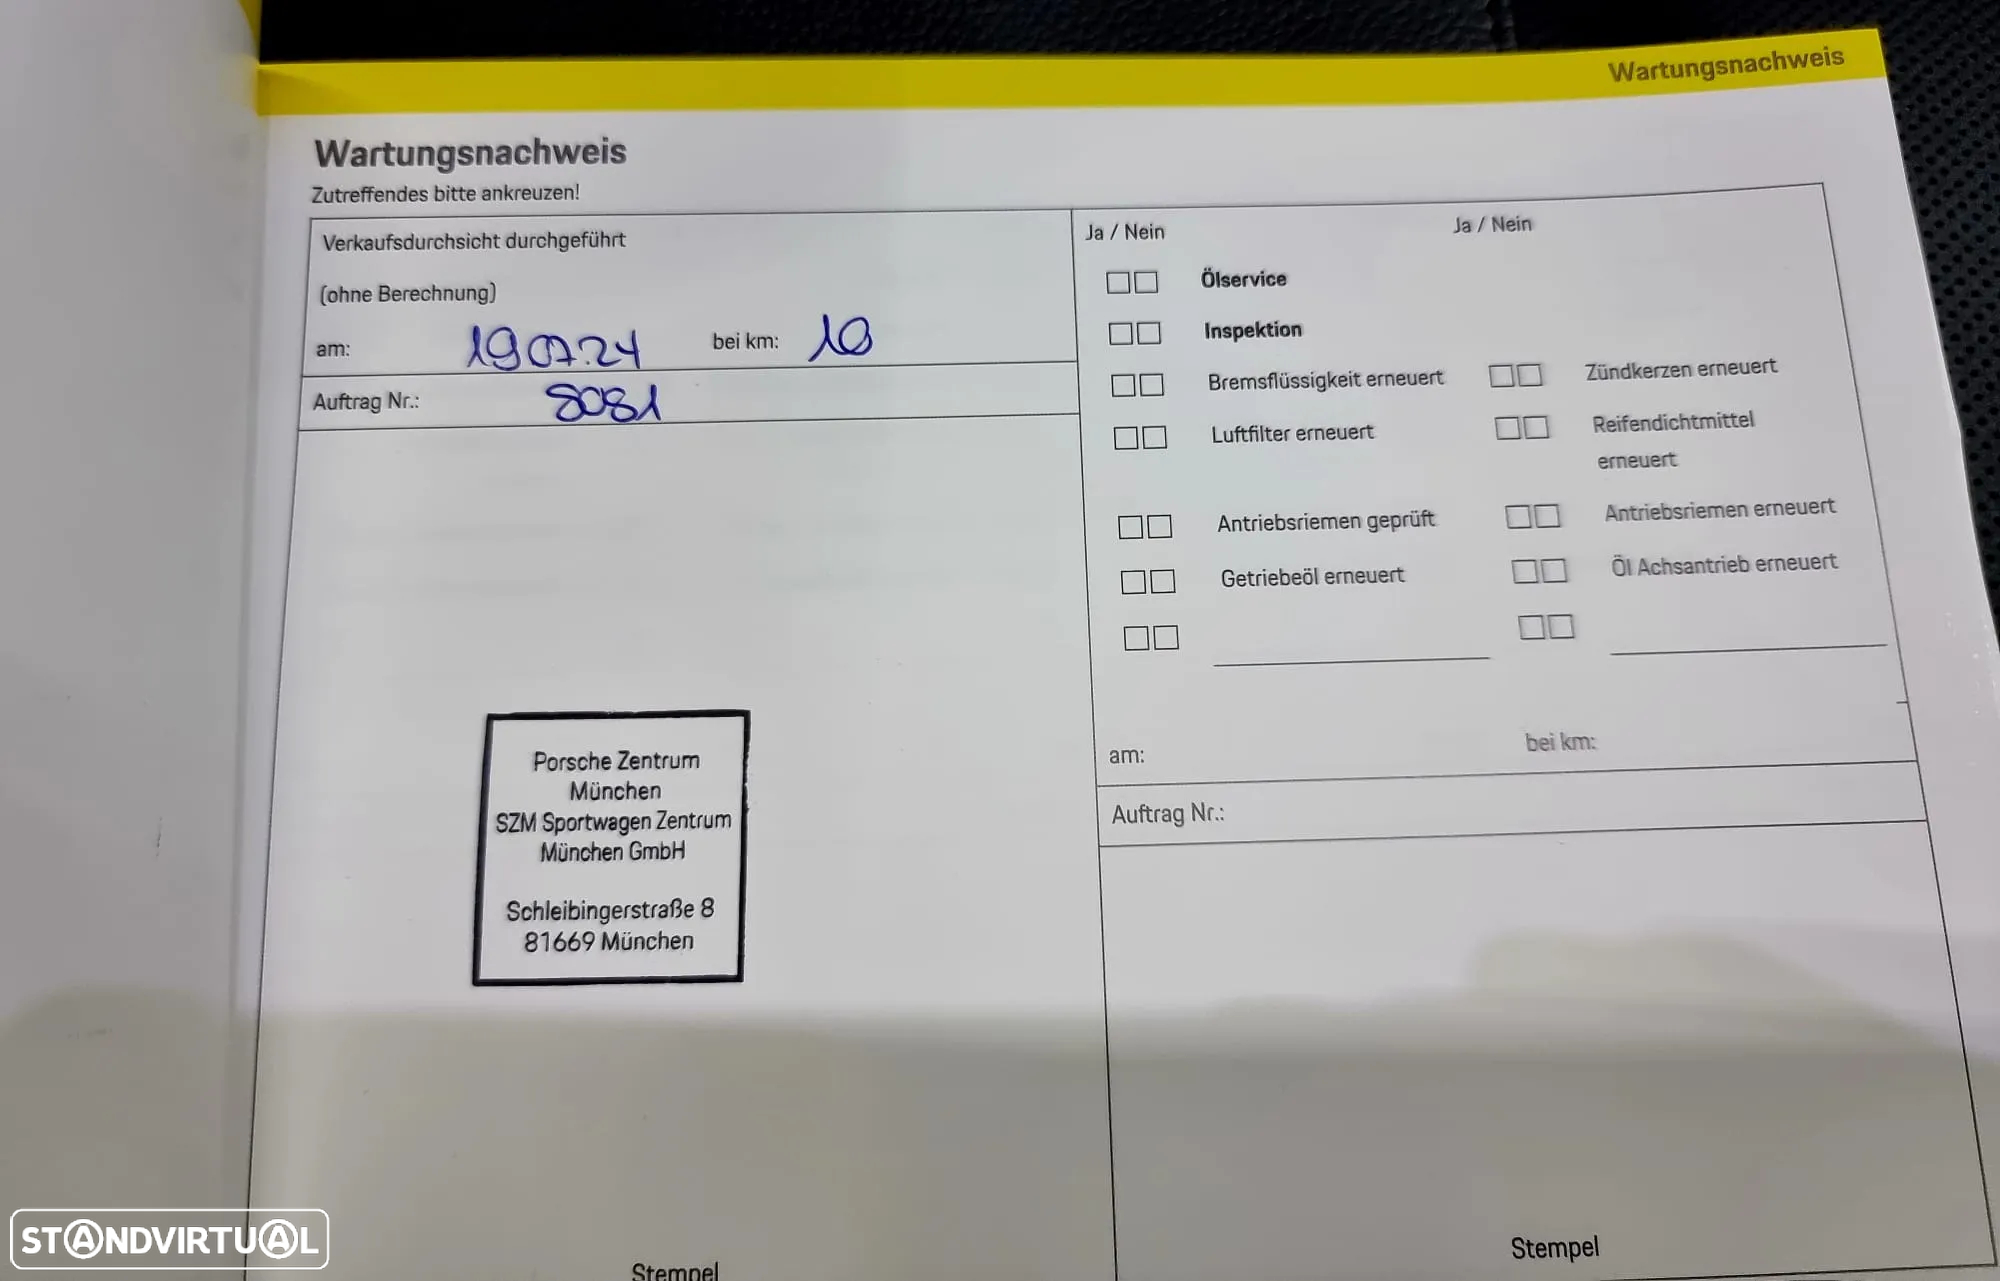 Wartungsnachweis
Wartungsnachweis
Zutreffendes bitte ankreuzen!
Verkaufsdurchsicht durchgeführt
(ohne Berechnung)
am: 19.07.24 bei km: 10
Auftrag Nr.: 8081
Porsche Zentrum
München
SZM Sportwagen Zentrum
München GmbH
Schleibingerstraße 8
81669 München
Stempel
Ja / Nein Ja / Nein
Ölservice
Inspektion
Bremsflüssigkeit erneuert Zündkerzen erneuert
Luftfilter erneuert Reifendichtmittel
erneuert
Antriebsriemen geprüft Antriebsriemen erneuert
Getriebeöl erneuert Öl Achsantrieb erneuert
am: bei km:
Auftrag Nr.:
Stempel
STANDVIRTUAL